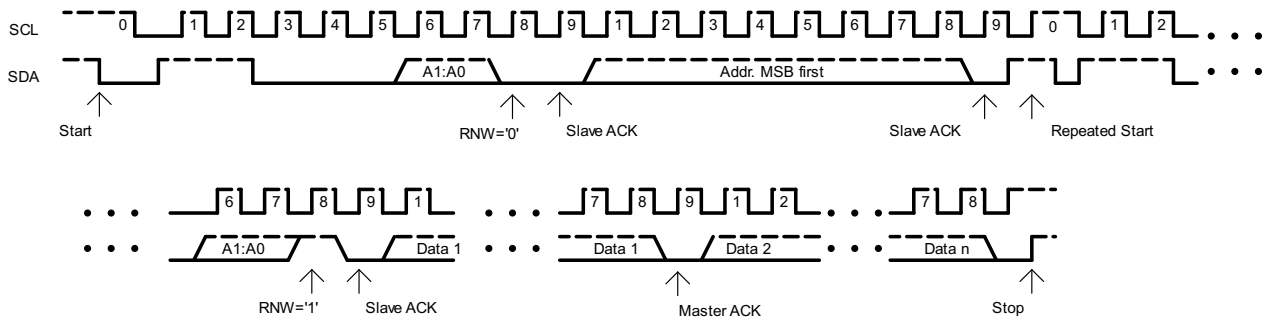 SCL 0 1 2 3 4 5 6 7 8 9 1 2 3 4 5 6 7 8 9 0 1 2
SDA A1:A0 Addr. MSB first
Start RNW='0' Slave ACK Slave ACK Repeated Start
6 7 8 9 1 7 8 9 1 2 7 8
A1:A0 Data 1 Data 1 Data 2 Data n
RNW='1' Slave ACK Master ACK Stop